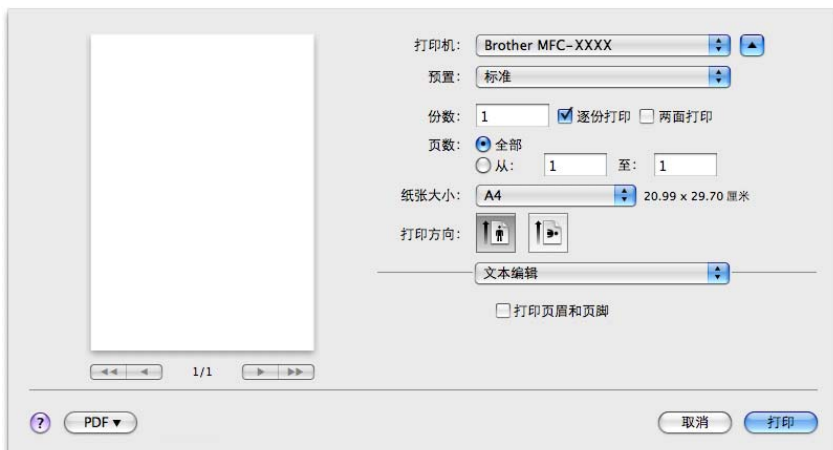 打印机: Brother MFC-XXXX
预置: 标准
份数: 1 逐份打印 两面打印
页数: 全部
从: 1 至: 1
纸张大小: A4 20.99 x 29.70 厘米
打印方向:
文本编辑
打印页眉和页脚
1/1
? PDF 取消 打印